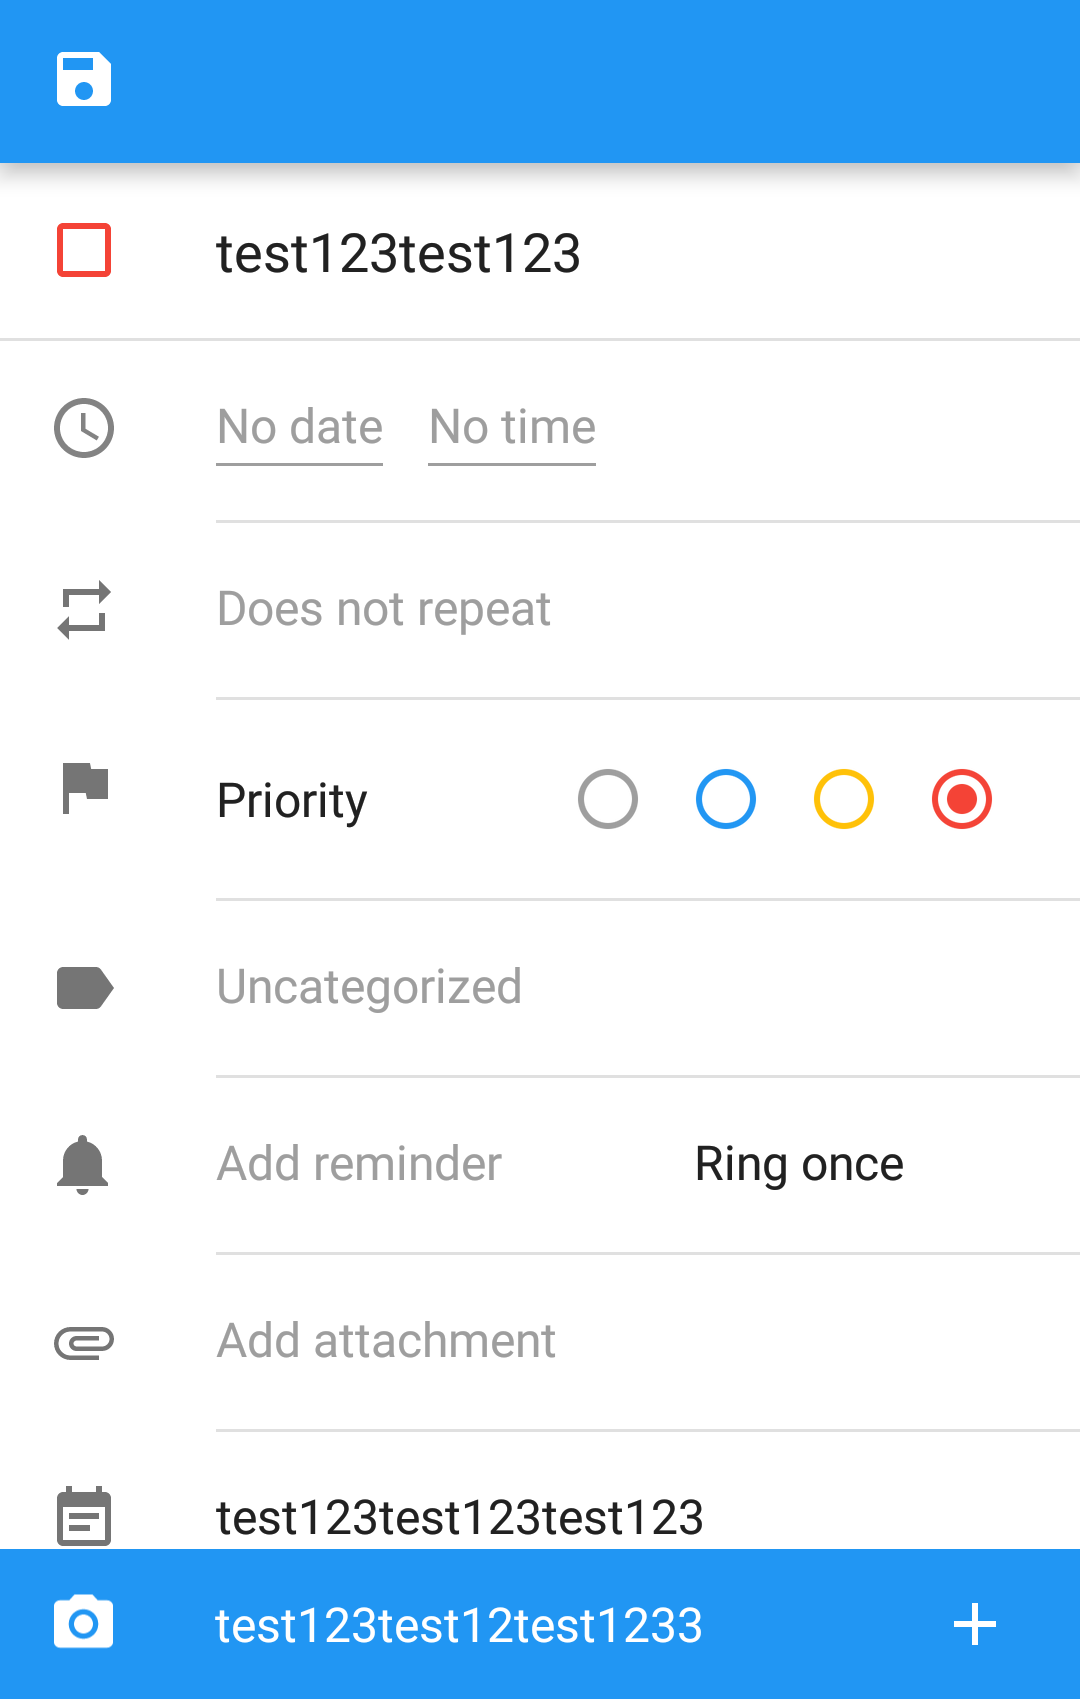 test123test123
No date No time
Does not repeat
Priority
Uncategorized
Add reminder Ring once
Add attachment
test123test123test123
test123test12test1233